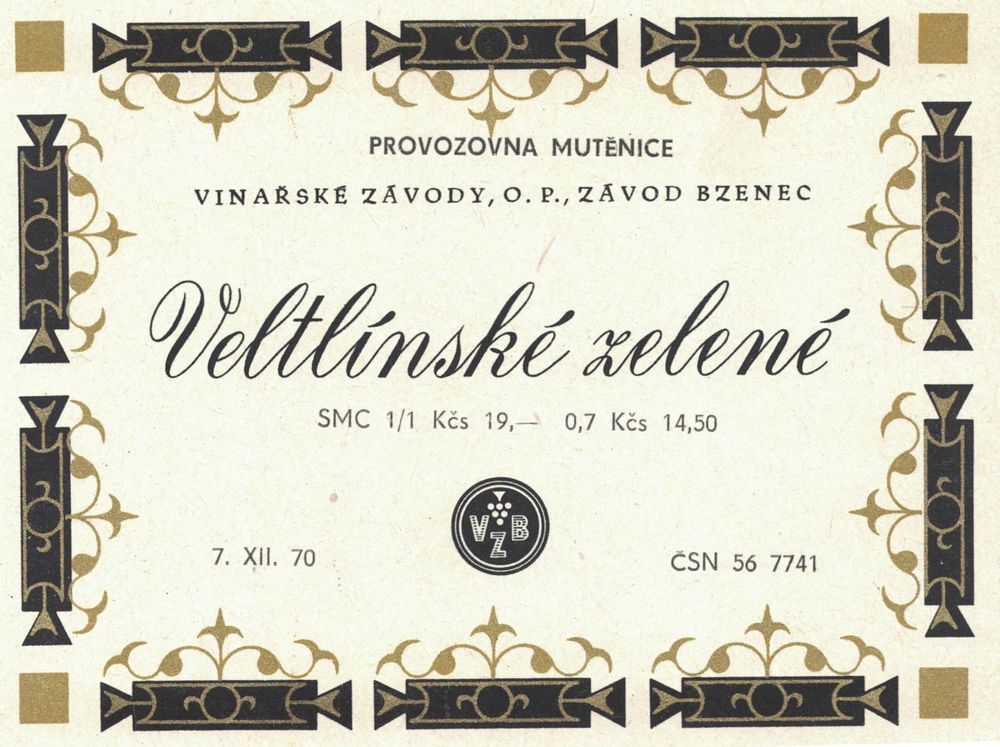 PROVOZOVNA MUTĚNICE
VINAŘSKÉ ZÁVODY, O. P., ZÁVOD BZENEC
Veltlínské zelené
SMC 1/1 Kčs 19,— 0,7 Kčs 14,50
VZB
7. XII. 70 ČSN 56 7741